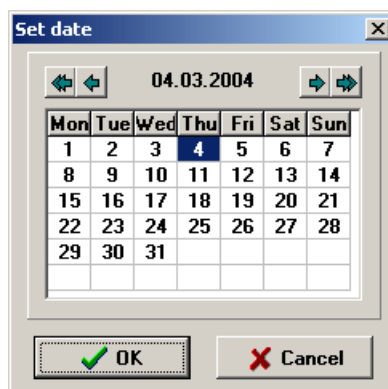 Set date
04.03.2004
Mon Tue Wed Thu Fri Sat Sun
1 2 3 4 5 6 7
8 9 10 11 12 13 14
15 16 17 18 19 20 21
22 23 24 25 26 27 28
29 30 31
OK Cancel